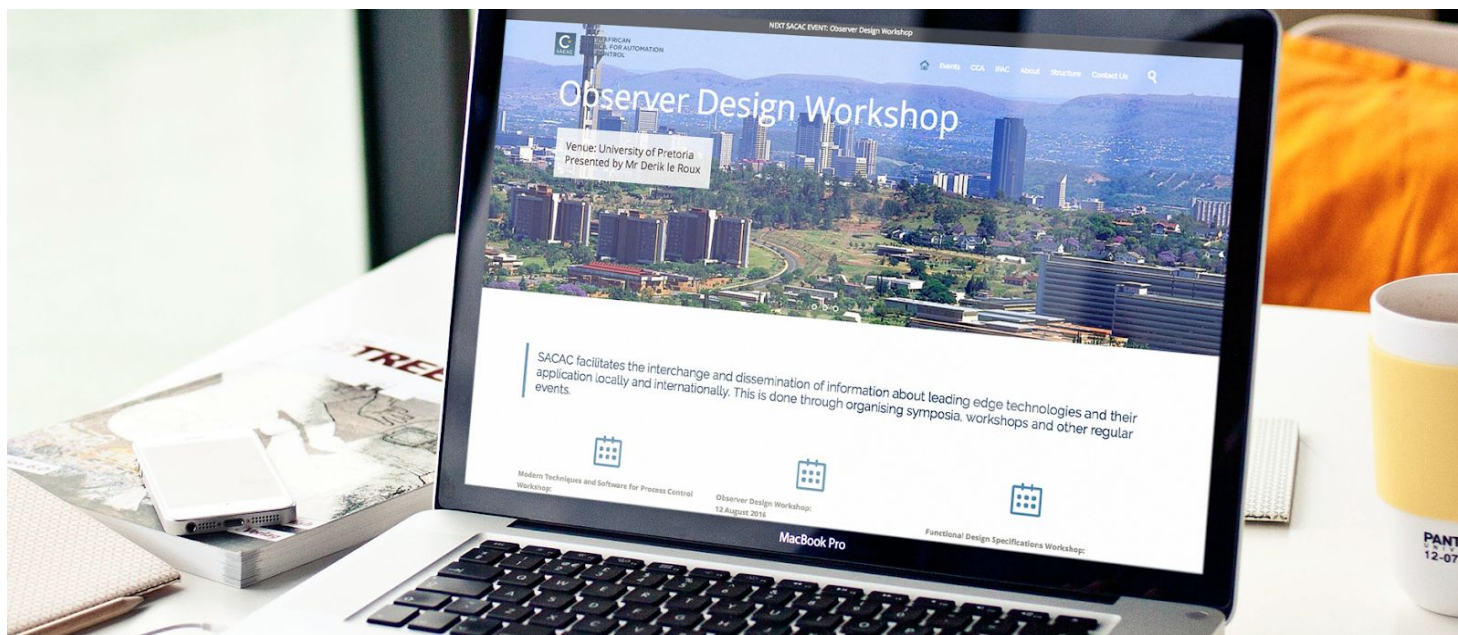 NEXT SACAC EVENT: Observer Design Workshop
C
SACAC
AFRICAN
FOR AUTOMATION
Events CCA IFAC About Structure Contact Us
Observer Design Workshop
Venue: University of Pretoria
Presented by Mr Derik le Roux
SACAC facilitates the interchange and dissemination of information about leading edge technologies and their
application locally and internationally. This is done through organising symposia, workshops and other regular
events.
Modern Techniques and Software for Process Control
Workshop:
Observer Design Workshop:
12 August 2016
Functional Design Specifications Workshop:
MacBook Pro
TREE
PANT
UNIV
12-07